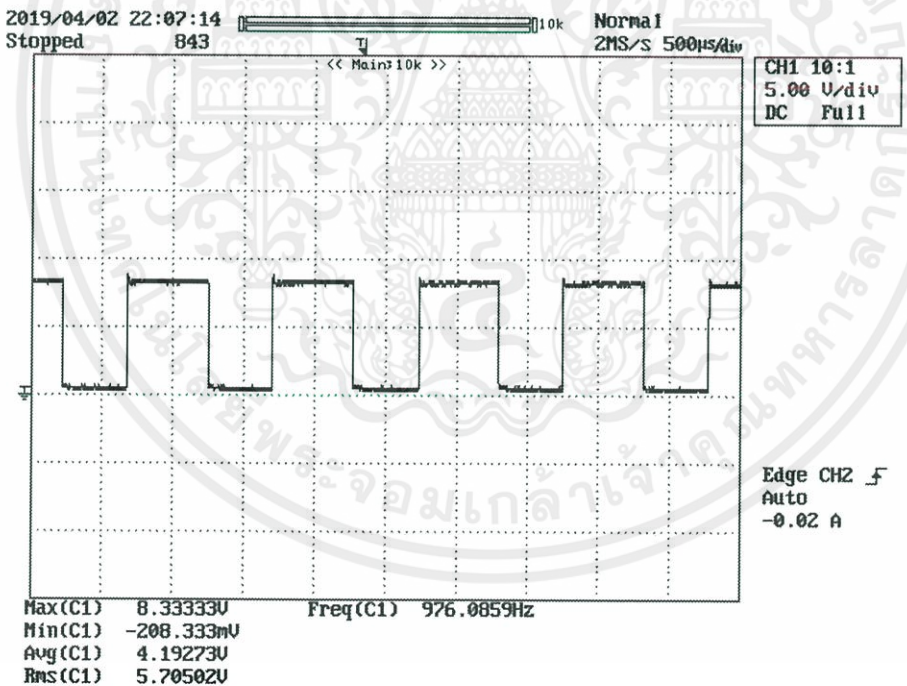 2019/04/02 22:07:14
10k
Normal
Stopped 843
2MS/s 500µs/div
<< Main:10k >>
CH1 10:1
5.00 V/div
DC Full
Edge CH2
Auto
-0.02 A
Max(C1) 8.33333V
Freq(C1) 976.0859Hz
Min(C1) -208.333mV
Avg(C1) 4.19273V
Rms(C1) 5.70502V